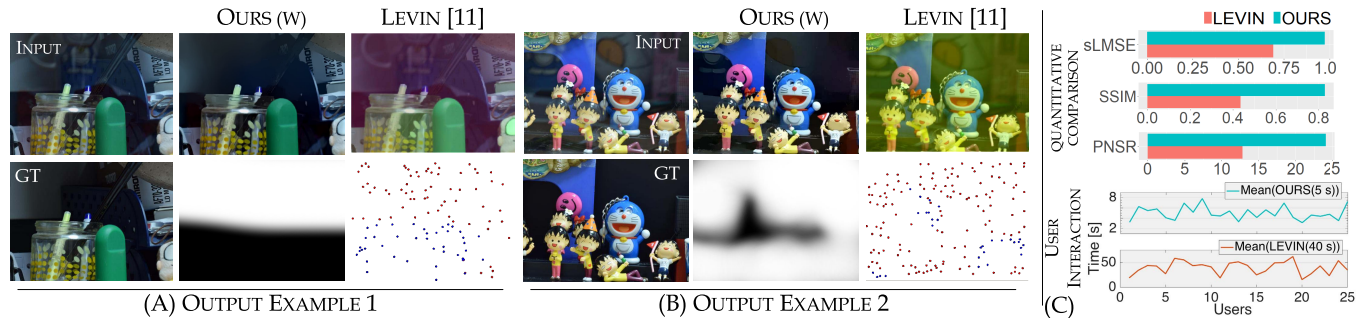 OURS (W)
LEVIN [11]
INPUT
GT
(A) OUTPUT EXAMPLE 1
OURS (W)
LEVIN [11]
INPUT
GT
(B) OUTPUT EXAMPLE 2
LEVIN OURS
QUANTITATIVE
COMPARISON
sLMSE
0.00 0.25 0.50 0.75 1.0
SSIM
0.0 0.2 0.4 0.6 0.8
PNSR
0 5 10 15 20 25
USER
INTERACTION
Time [s]
8
2
Mean(OURS(5 s))
50
0
Mean(LEVIN(40 s))
0 5 10 15 20 25
Users
(C)